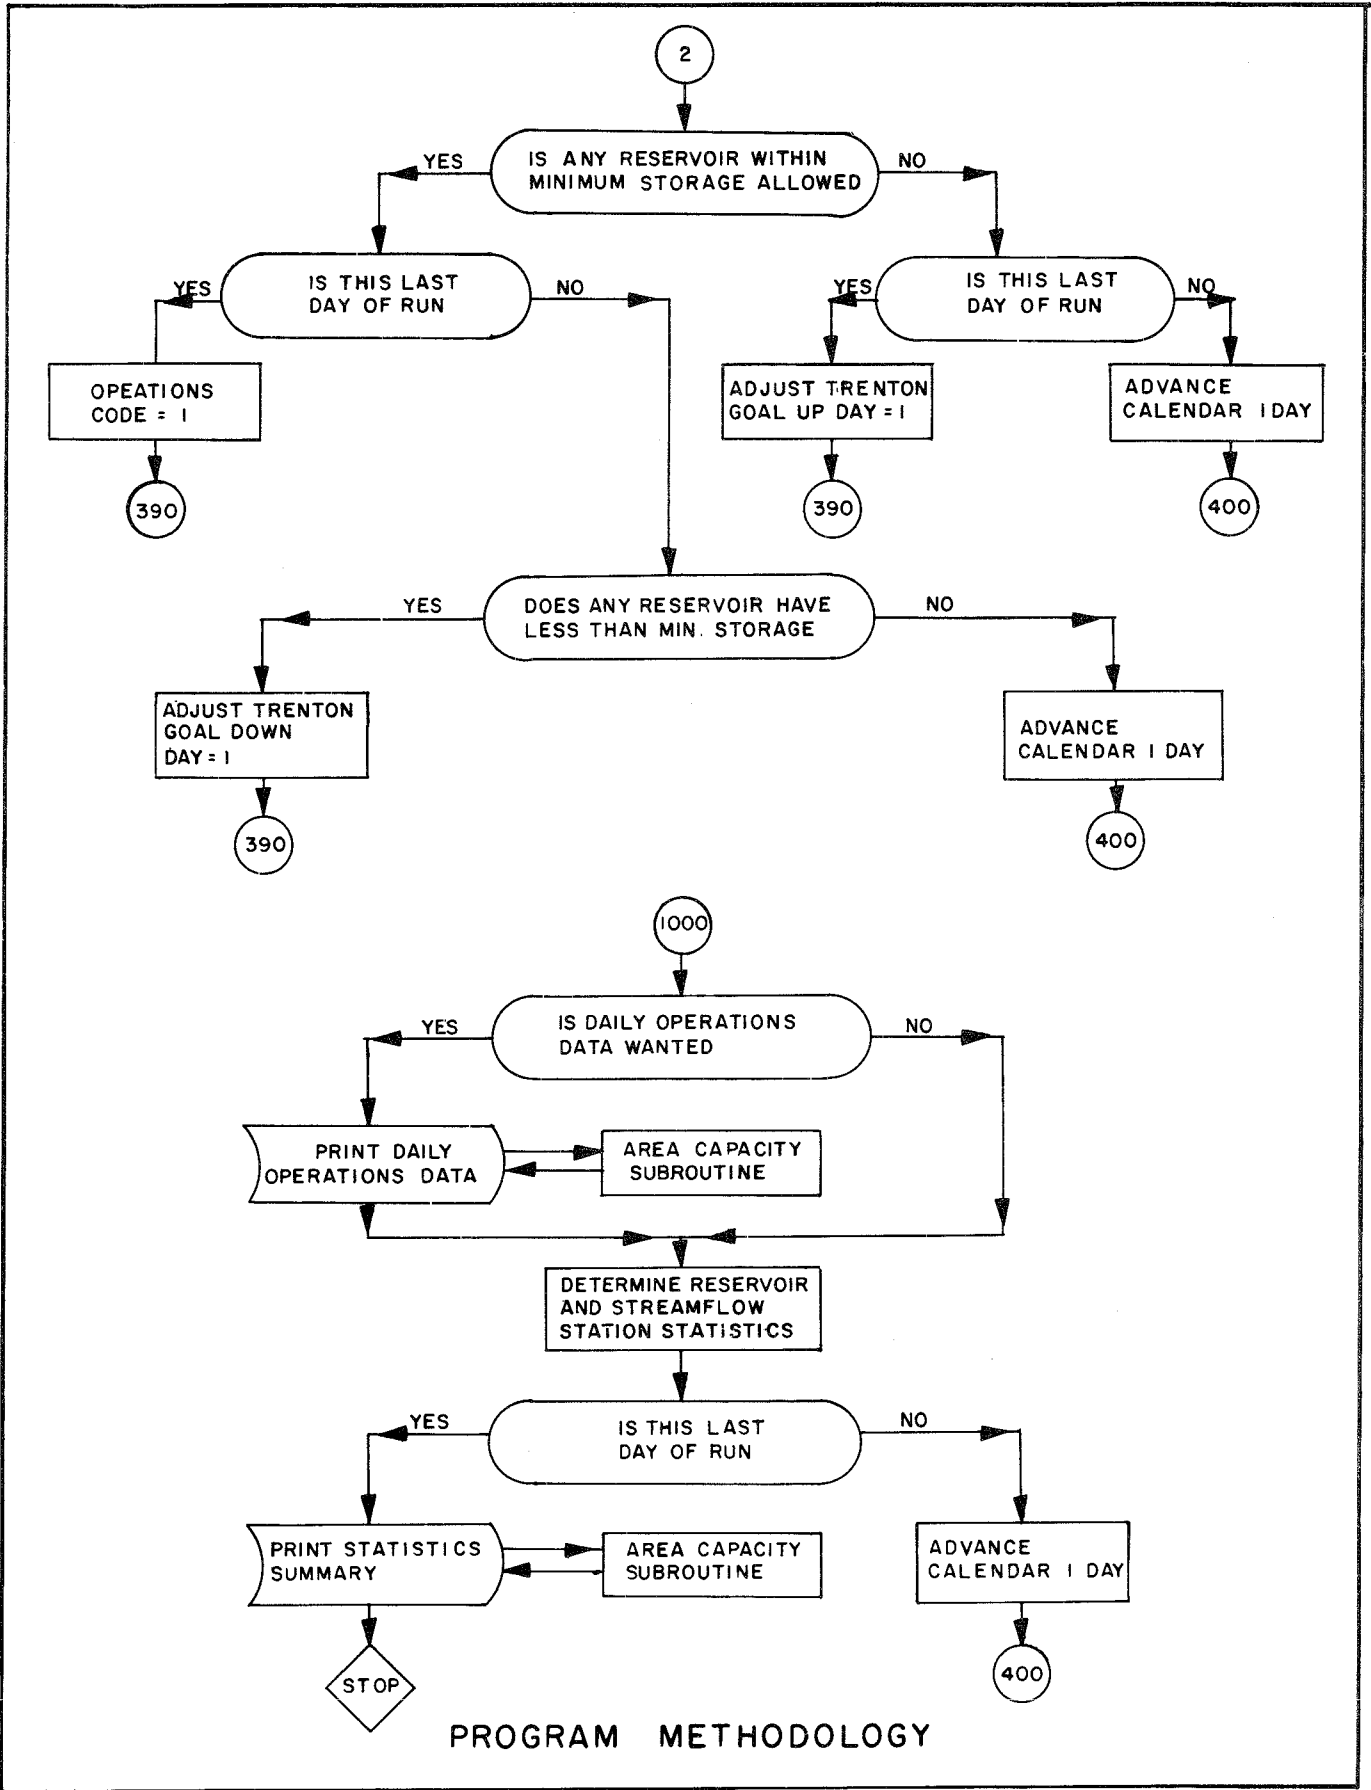 2
IS ANY RESERVOIR WITHIN
MINIMUM STORAGE ALLOWED
YES
NO
IS THIS LAST
DAY OF RUN
YES
NO
IS THIS LAST
DAY OF RUN
YES
NO
OPEATIONS
CODE = 1
390
ADJUST TRENTON
GOAL UP DAY = 1
390
ADVANCE
CALENDAR 1 DAY
400
DOES ANY RESERVOIR HAVE
LESS THAN MIN. STORAGE
YES
NO
ADJUST TRENTON
GOAL DOWN
DAY = 1
390
ADVANCE
CALENDAR 1 DAY
400
1000
IS DAILY OPERATIONS
DATA WANTED
YES
NO
PRINT DAILY
OPERATIONS DATA
AREA CAPACITY
SUBROUTINE
DETERMINE RESERVOIR
AND STREAMFLOW
STATION STATISTICS
IS THIS LAST
DAY OF RUN
YES
NO
PRINT STATISTICS
SUMMARY
AREA CAPACITY
SUBROUTINE
ADVANCE
CALENDAR 1 DAY
STOP
400
PROGRAM METHODOLOGY